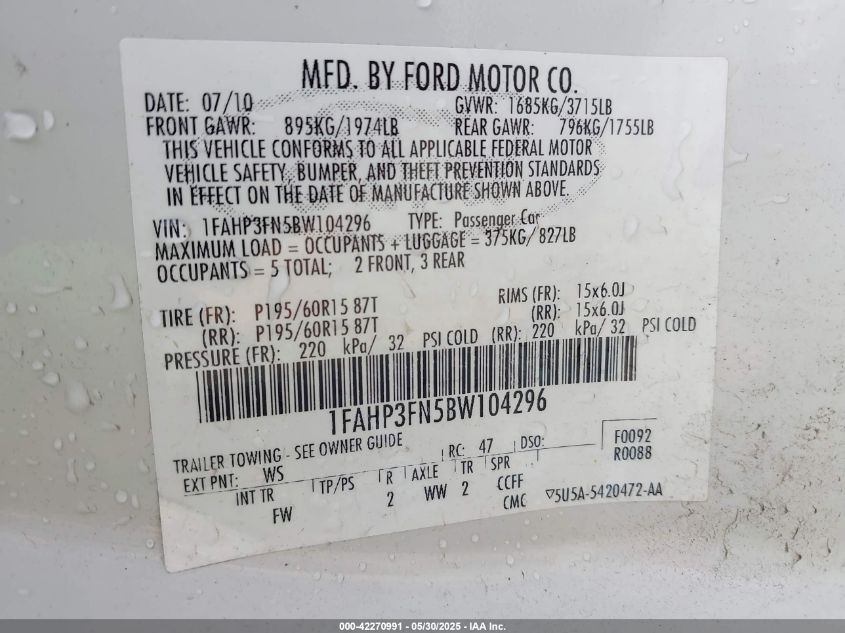 MFD. BY FORD MOTOR CO.
DATE: 07/10 GVWR: 1685KG/3715LB
FRONT GAWR: 895KG/1974LB REAR GAWR: 796KG/1755LB
THIS VEHICLE CONFORMS TO ALL APPLICABLE FEDERAL MOTOR
VEHICLE SAFETY, BUMPER, AND THEFT PREVENTION STANDARDS
IN EFFECT ON THE DATE OF MANUFACTURE SHOWN ABOVE.
VIN: 1FAHP3FN5BW104296 TYPE: Passenger Car
MAXIMUM LOAD = OCCUPANTS + LUGGAGE = 375KG/ 827LB
OCCUPANTS = 5 TOTAL; 2 FRONT, 3 REAR
TIRE (FR): P195/60R15 87T RIMS (FR): 15x6.0J
(RR): P195/60R15 87T (RR): 15x6.0J
PRESSURE (FR): 220 kPa/ 32 PSI COLD (RR): 220 kPa/ 32 PSI COLD
1FAHP3FN5BW104296
TRAILER TOWING - SEE OWNER GUIDE RC: 47 DSO: F0092
EXT PNT: WS R0088
INT TR TP/PS R AXLE TR SPR
FW 2 WW 2 CCFF
CMC ▽5U5A-5420472-AA
000-42270991 - 05/30/2025 - IAA Inc.